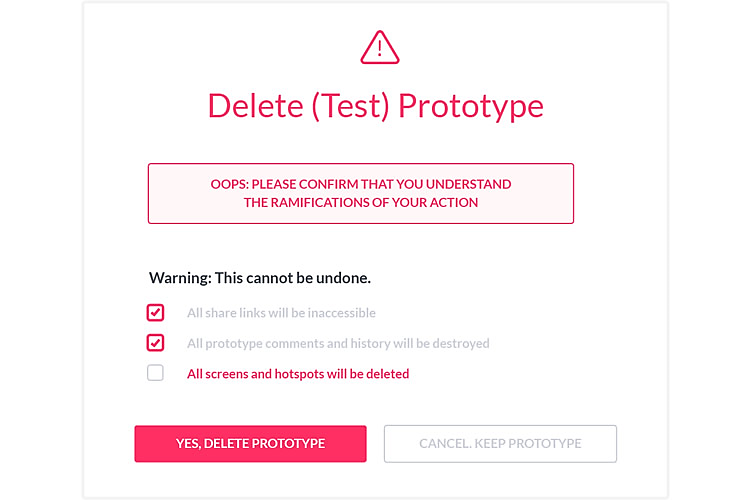 Delete (Test) Prototype
OOPS: PLEASE CONFIRM THAT YOU UNDERSTAND
THE RAMIFICATIONS OF YOUR ACTION
Warning: This cannot be undone.
All share links will be inaccessible
All prototype comments and history will be destroyed
All screens and hotspots will be deleted
YES, DELETE PROTOTYPE
CANCEL. KEEP PROTOTYPE